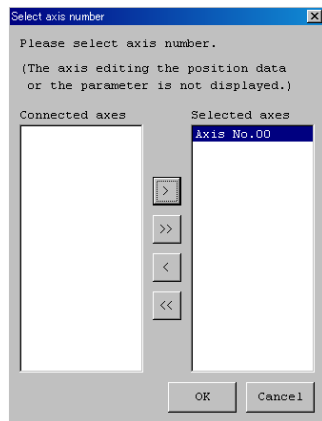 Select axis number
Please select axis number.
(The axis editing the position data
or the parameter is not displayed.)
Connected axes
Selected axes
Axis No.00
>
>>
<
<<
OK
Cancel